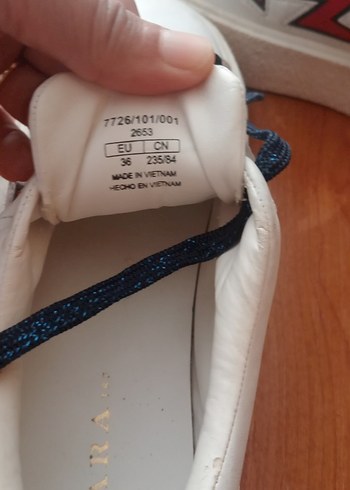 7726/101/001
2653
EU CN
36 235/84
MADE IN VIETNAM
HECHO EN VIETNAM
ARA